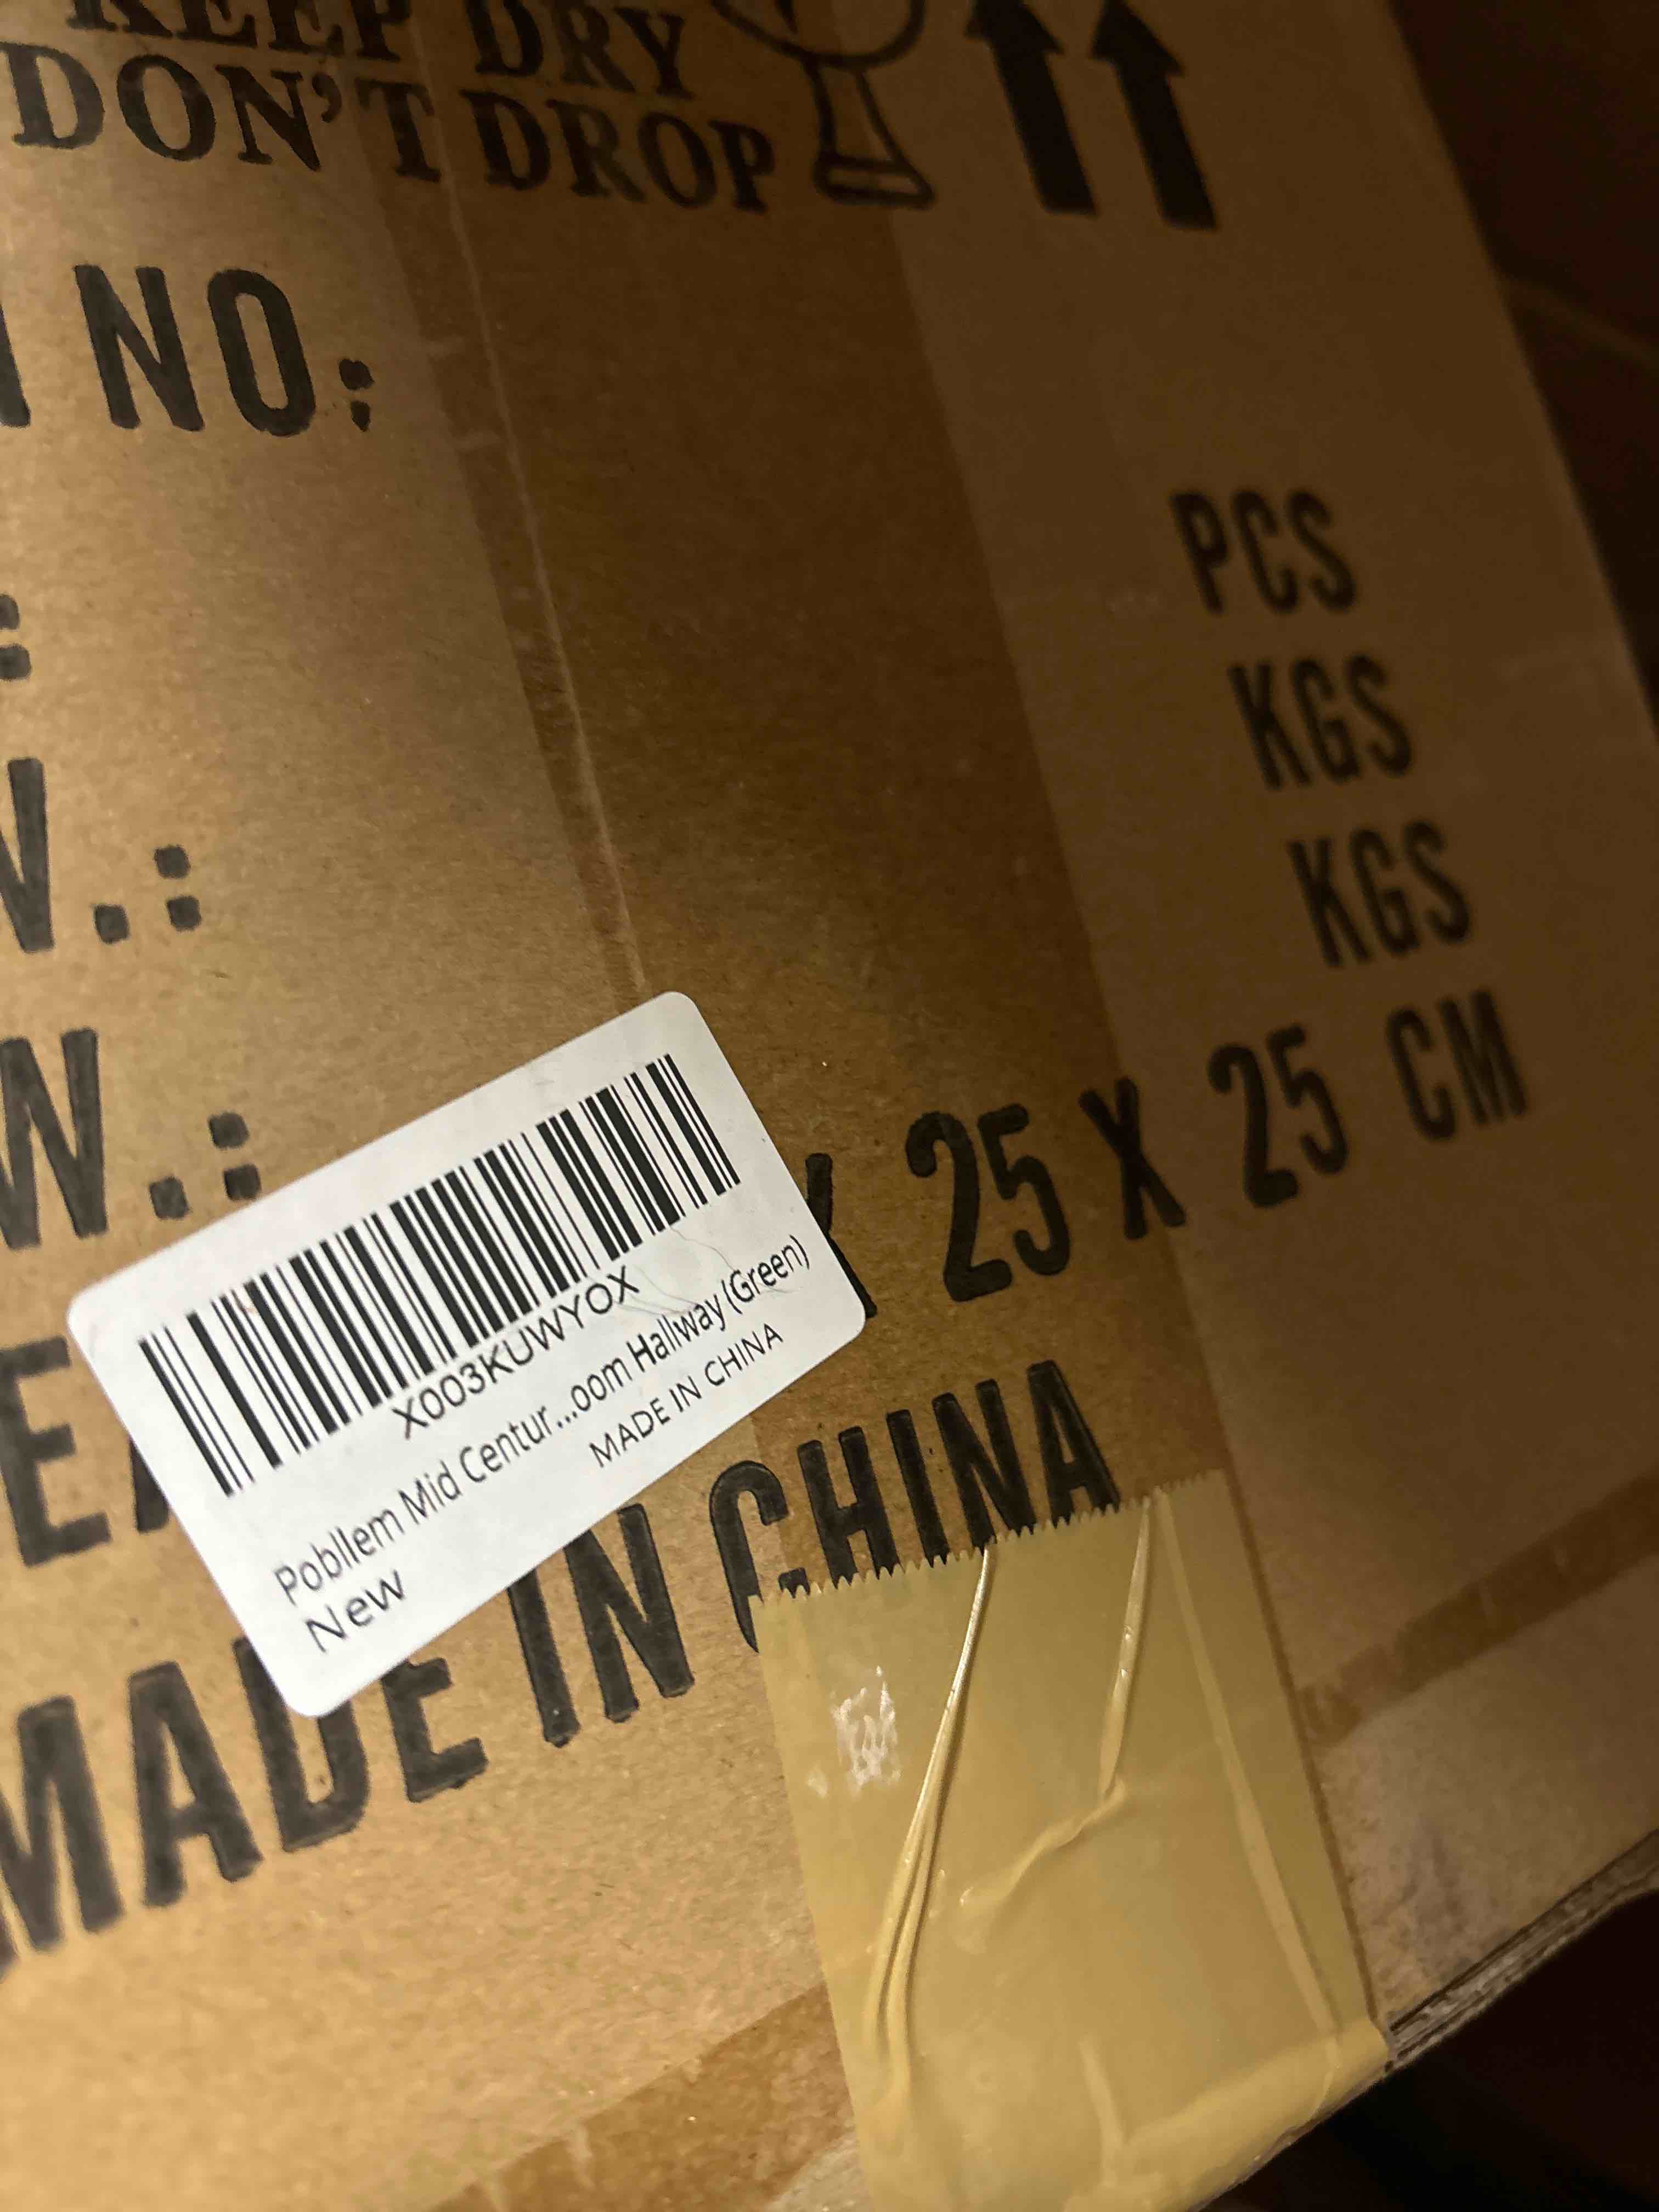 KEEP DRY
DON'T DROP
NO:
PCS
:
KGS
W.:
KGS
W.:
X 25 X 25 CM
X003KUWYOX
Pobllem Mid Centur...oom Hallway (Green)
New
MADE IN CHINA
MADE IN CHINA